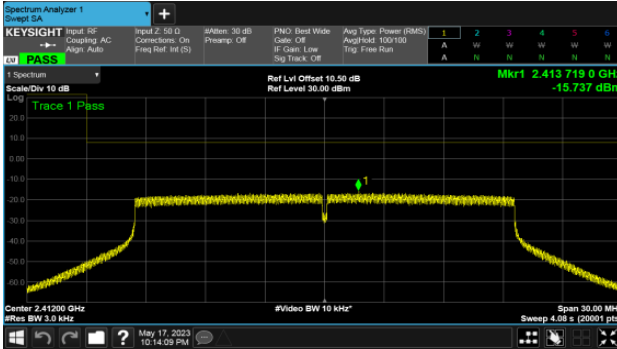 Spectrum Analyzer 1
Swept SA
+
KEYSIGHT
Input: RF
Coupling: AC
Align: Auto
Input Z: 50 Ω
Corrections: On
Freq Ref: Int (S)
#Atten: 30 dB
Preamp: Off
PNO: Best Wide
Gate: Off
IF Gain: Low
Sig Track: Off
Avg Type: Power (RMS)
Avg|Hold: 100/100
Trig: Free Run
1 2 3 4 5 6
A W W W W W
A N N N N N
LXI PASS
1 Spectrum
Scale/Div 10 dB
Ref Lvl Offset 10.50 dB
Ref Level 30.00 dBm
Mkr1 2.413 719 0 GHz
-15.737 dBm
Log
Trace 1 Pass
20.0
10.0
0.00
-10.0
-20.0
-30.0
-40.0
-50.0
-60.0
1
Center 2.41200 GHz
#Res BW 3.0 kHz
#Video BW 10 kHz*
Span 30.00 MH
Sweep 4.08 s (20001 pts
?
May 17, 2023
10:14:09 PM